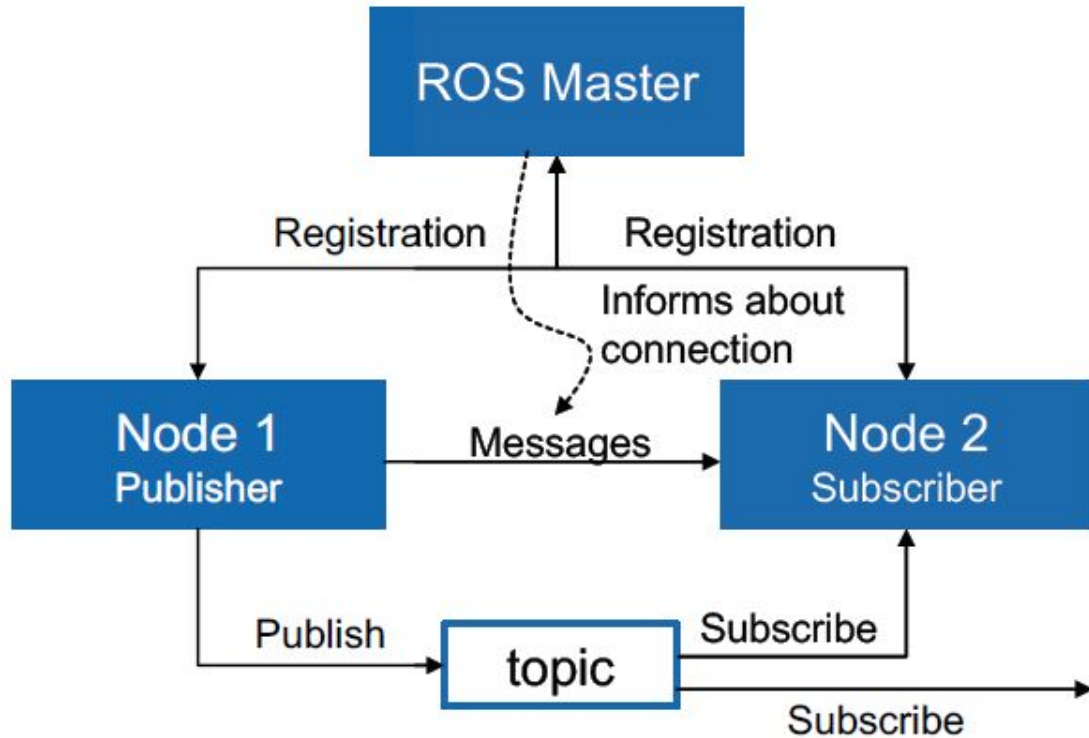 ROS Master
Registration
Registration
Informs about
connection
Node 1
Publisher
Messages
Node 2
Subscriber
Publish
topic
Subscribe
Subscribe